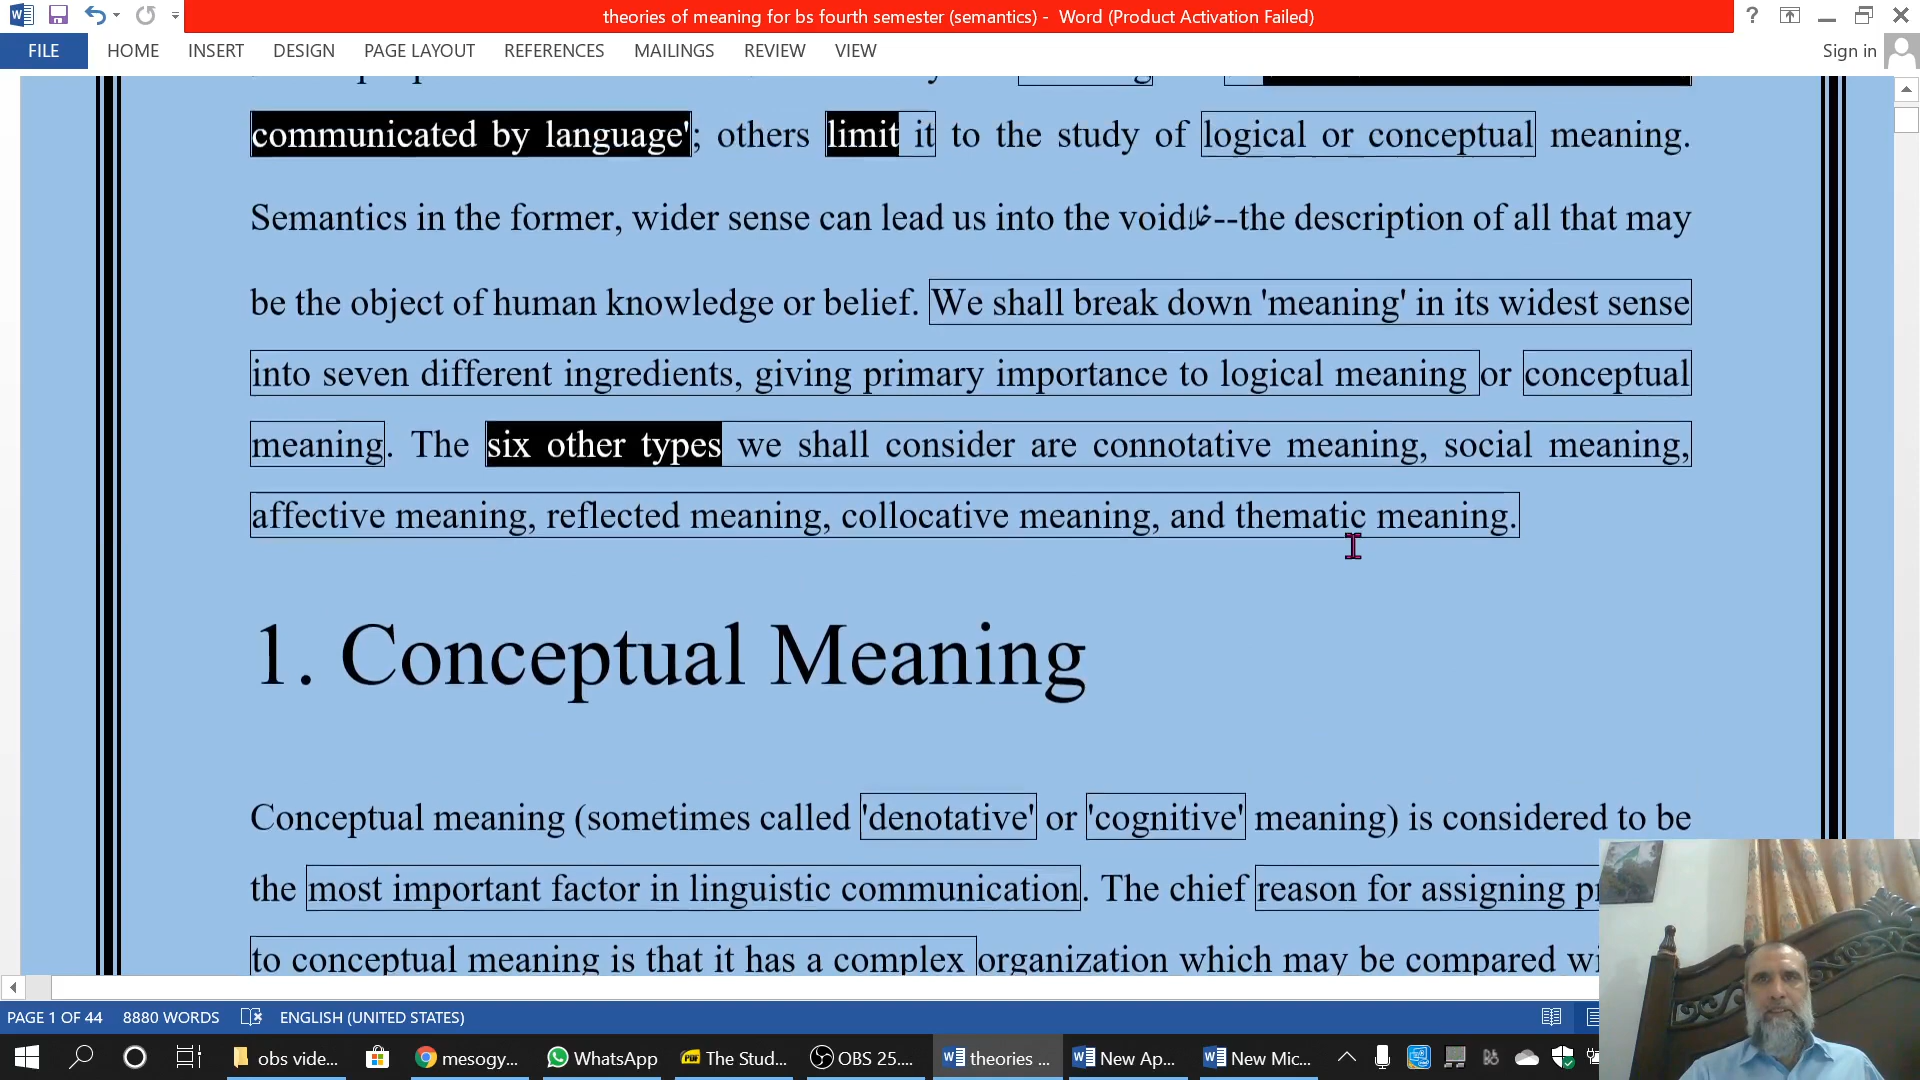 theories of meaning for bs fourth semester (semantics) - Word (Product Activation Failed)
FILE HOME INSERT DESIGN PAGE LAYOUT REFERENCES MAILINGS REVIEW VIEW Sign in
communicated by language'; others limit it to the study of logical or conceptual meaning.
Semantics in the former, wider sense can lead us into the void--the description of all that may
be the object of human knowledge or belief. We shall break down 'meaning' in its widest sense
into seven different ingredients, giving primary importance to logical meaning or conceptual
meaning. The six other types we shall consider are connotative meaning, social meaning,
affective meaning, reflected meaning, collocative meaning, and thematic meaning.
1. Conceptual Meaning
Conceptual meaning (sometimes called 'denotative' or 'cognitive' meaning) is considered to be
the most important factor in linguistic communication. The chief reason for assigning
to conceptual meaning is that it has a complex organization which may be compared
PAGE 1 OF 44 8880 WORDS ENGLISH (UNITED STATES)
obs vide... mesogy... WhatsApp The Stud... OBS 25.... theories ... New Ap... New Mic...